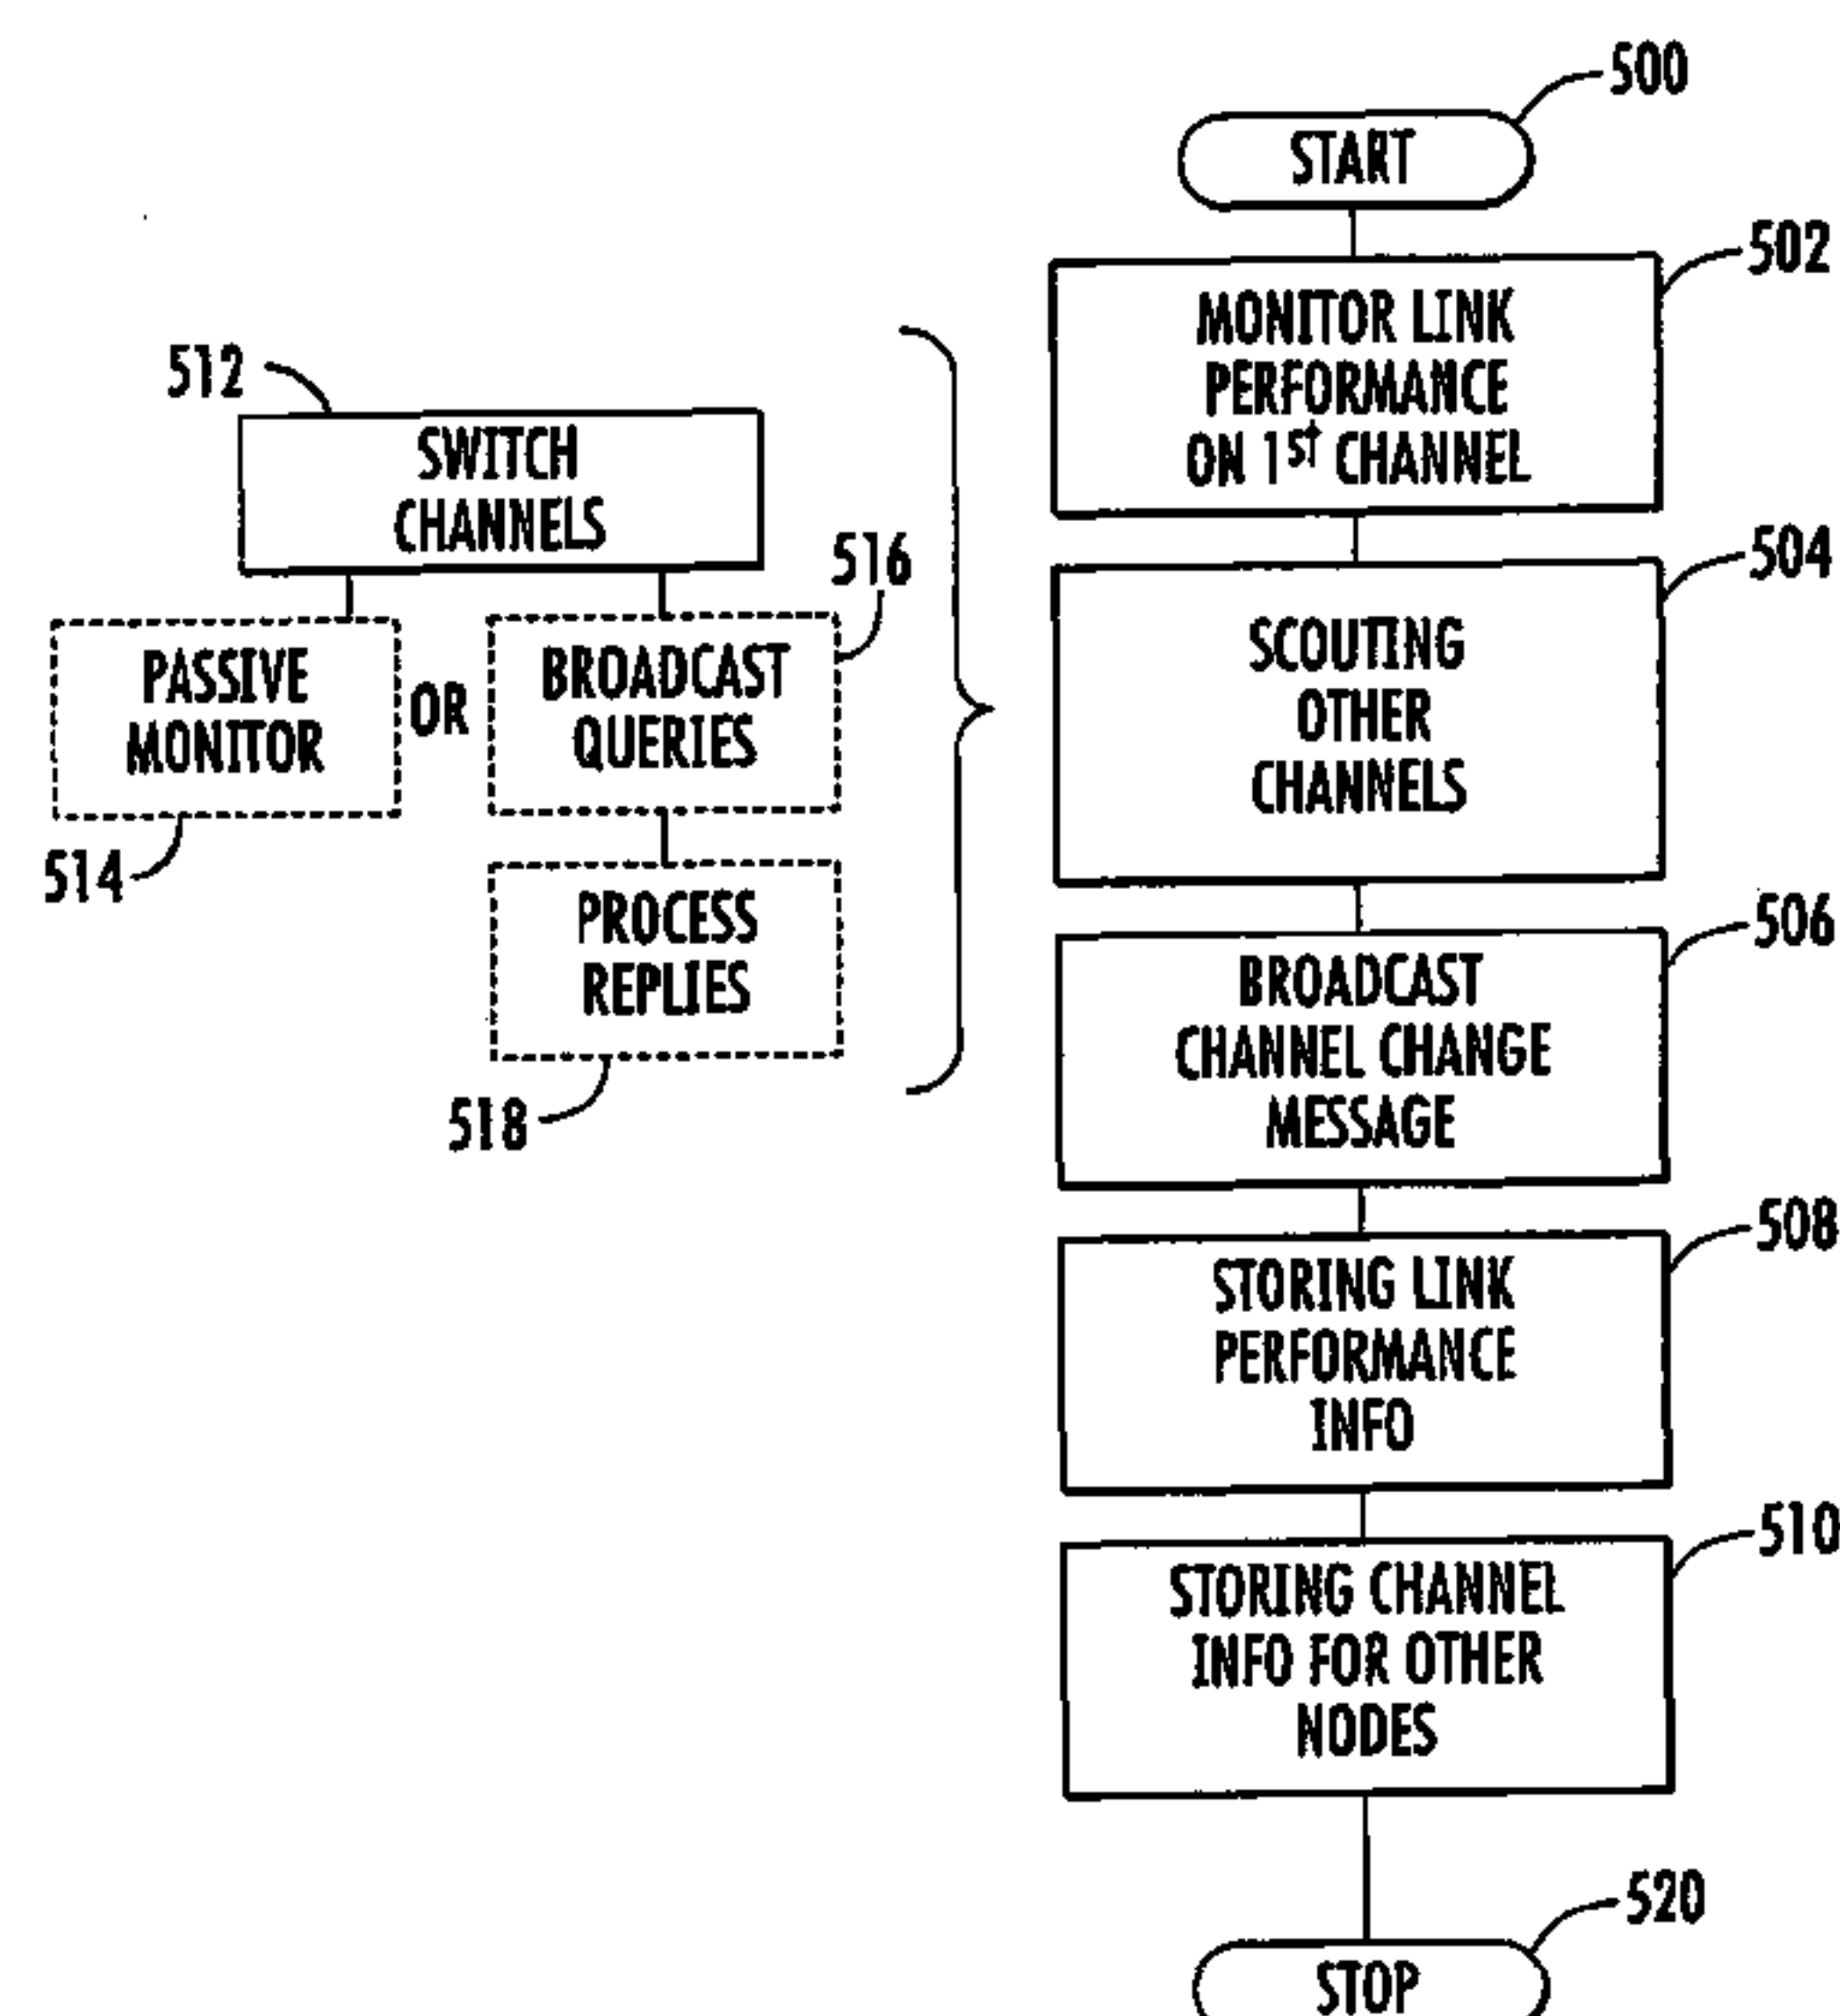 500
START
502
MONITOR LINK
PERFORMANCE
ON 1ST CHANNEL
512
SWITCH
CHANNELS
516
504
PASSIVE
MONITOR
OR
BROADCAST
QUERIES
SCOUTING
OTHER
CHANNELS
514
PROCESS
REPLIES
518
506
BROADCAST
CHANNEL CHANGE
MESSAGE
508
STORING LINK
PERFORMANCE
INFO
510
STORING CHANNEL
INFO FOR OTHER
NODES
520
STOP